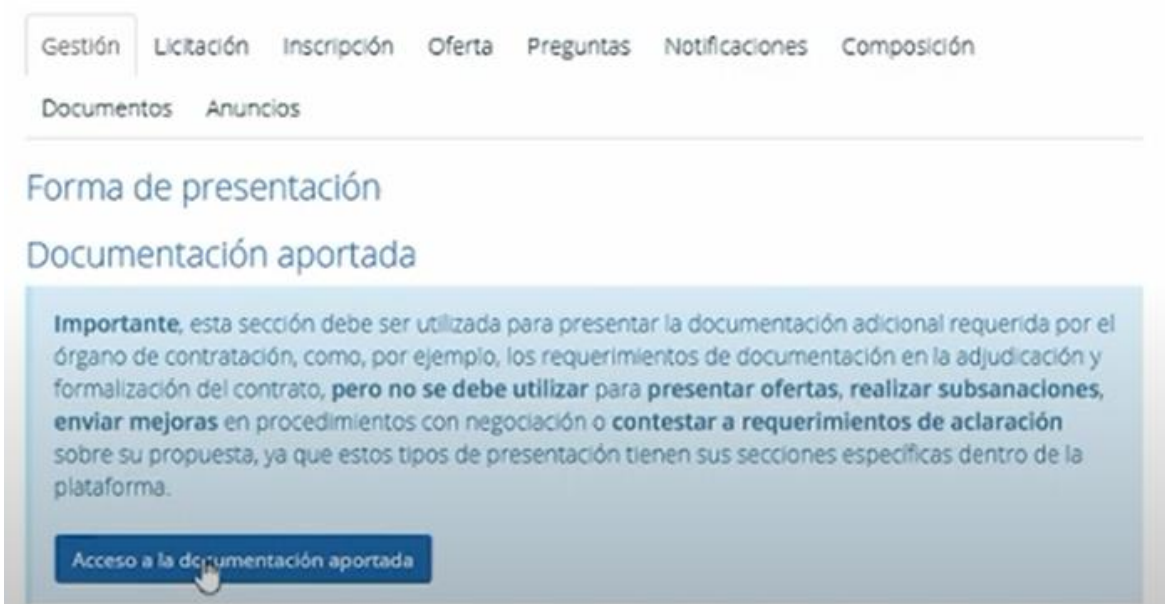 Gestión Licitación Inscripción Oferta Preguntas Notificaciones Composición
Documentos Anuncios
Forma de presentación
Documentación aportada
Importante, esta sección debe ser utilizada para presentar la documentación adicional requerida por el
órgano de contratación, como, por ejemplo, los requerimientos de documentación en la adjudicación y
formalización del contrato, pero no se debe utilizar para presentar ofertas, realizar subsanaciones,
enviar mejoras en procedimientos con negociación o contestar a requerimientos de aclaración
sobre su propuesta, ya que estos tipos de presentación tienen sus secciones específicas dentro de la
plataforma.
Acceso a la documentación aportada